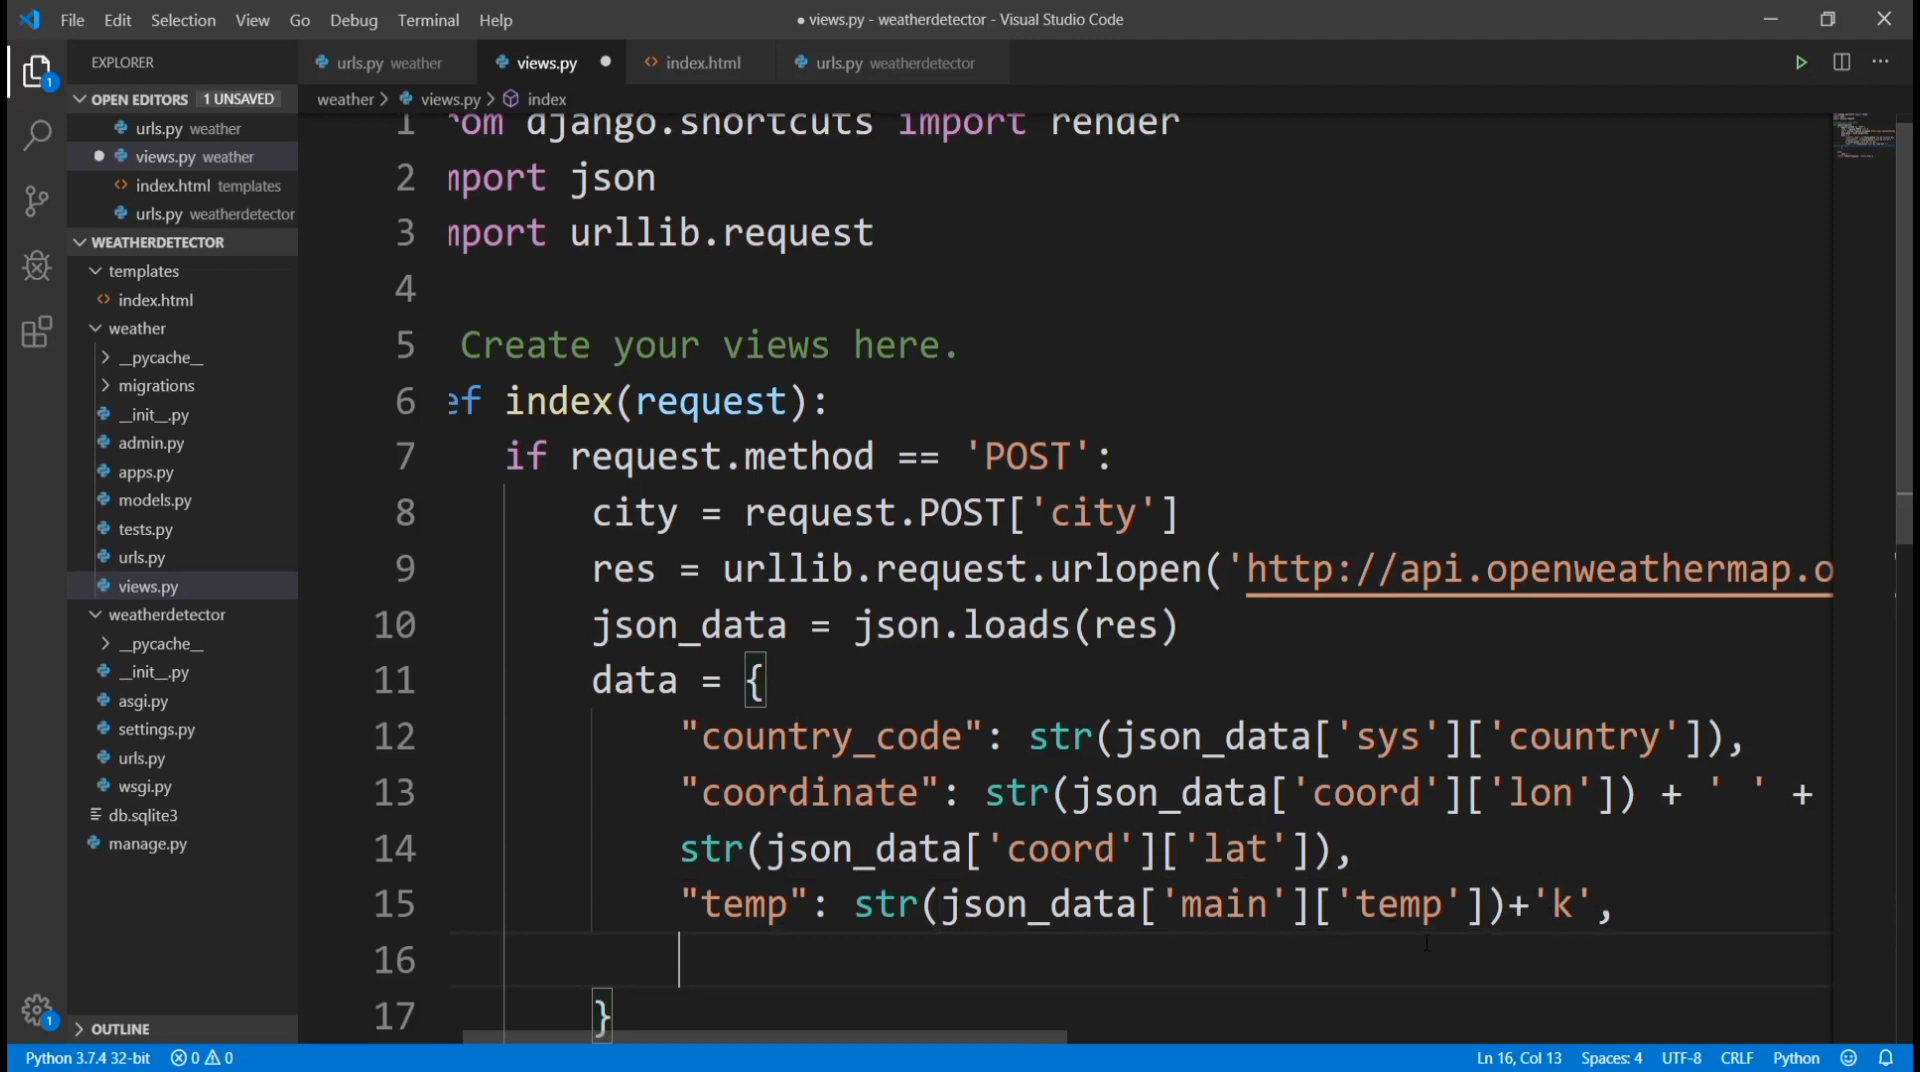 File Edit Selection View Go Debug Terminal Help
● views.py - weatherdetector - Visual Studio Code
EXPLORER
OPEN EDITORS 1 UNSAVED
urls.py weather
views.py weather
index.html templates
urls.py weatherdetector
WEATHERDETECTOR
templates
index.html
weather
__pycache__
migrations
__init__.py
admin.py
apps.py
models.py
tests.py
urls.py
views.py
weatherdetector
__pycache__
__init__.py
asgi.py
settings.py
urls.py
wsgi.py
db.sqlite3
manage.py
OUTLINE
urls.py weather views.py index.html urls.py weatherdetector
weather > views.py > index
1 rom django.shortcuts import render
2 mport json
3 mport urllib.request
4
5 Create your views here.
6 ef index(request):
7 if request.method == 'POST':
8 city = request.POST['city']
9 res = urllib.request.urlopen('http://api.openweathermap.o
10 json_data = json.loads(res)
11 data = {
12 "country_code": str(json_data['sys']['country']),
13 "coordinate": str(json_data['coord']['lon']) + ' ' +
14 str(json_data['coord']['lat']),
15 "temp": str(json_data['main']['temp'])+'k',
16
17 }
1
1
Python 3.7.4 32-bit 0 0 Ln 16, Col 13 Spaces: 4 UTF-8 CRLF Python